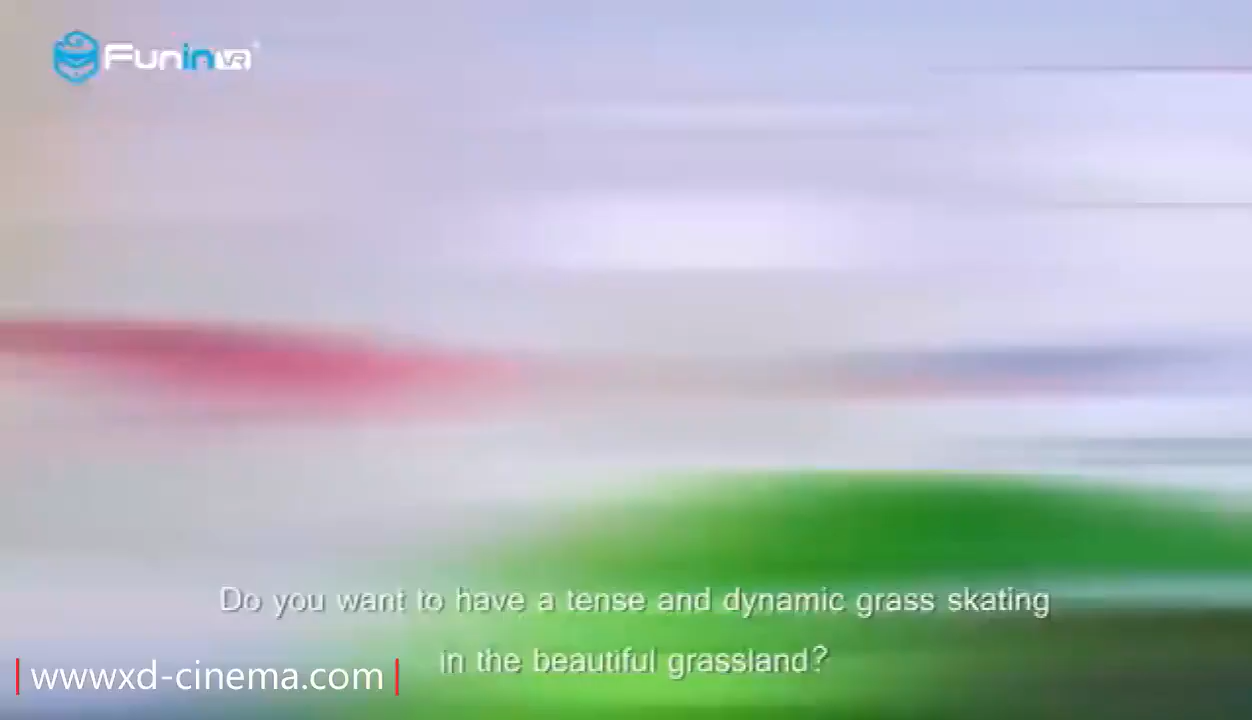 FuninVR
Do you want to have a tense and dynamic grass skating
in the beautiful grassland?
| wwwxd-cinema.com |